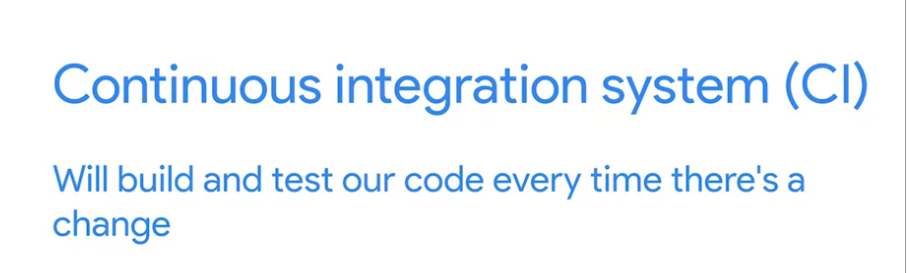 Continuous integration system (CI)
Will build and test our code every time there's a
change